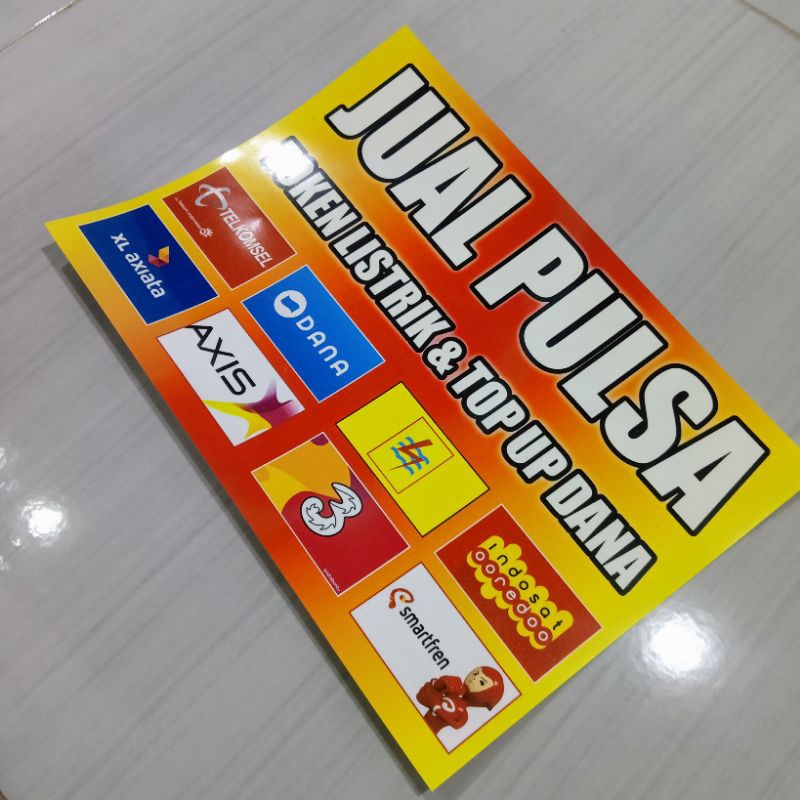 JUAL PULSA
TOKEN LISTRIK & TOP UP DANA
TELKOMSEL
DANA
indosat
ooredoo
XL axiata
AXIS
3
smartfren